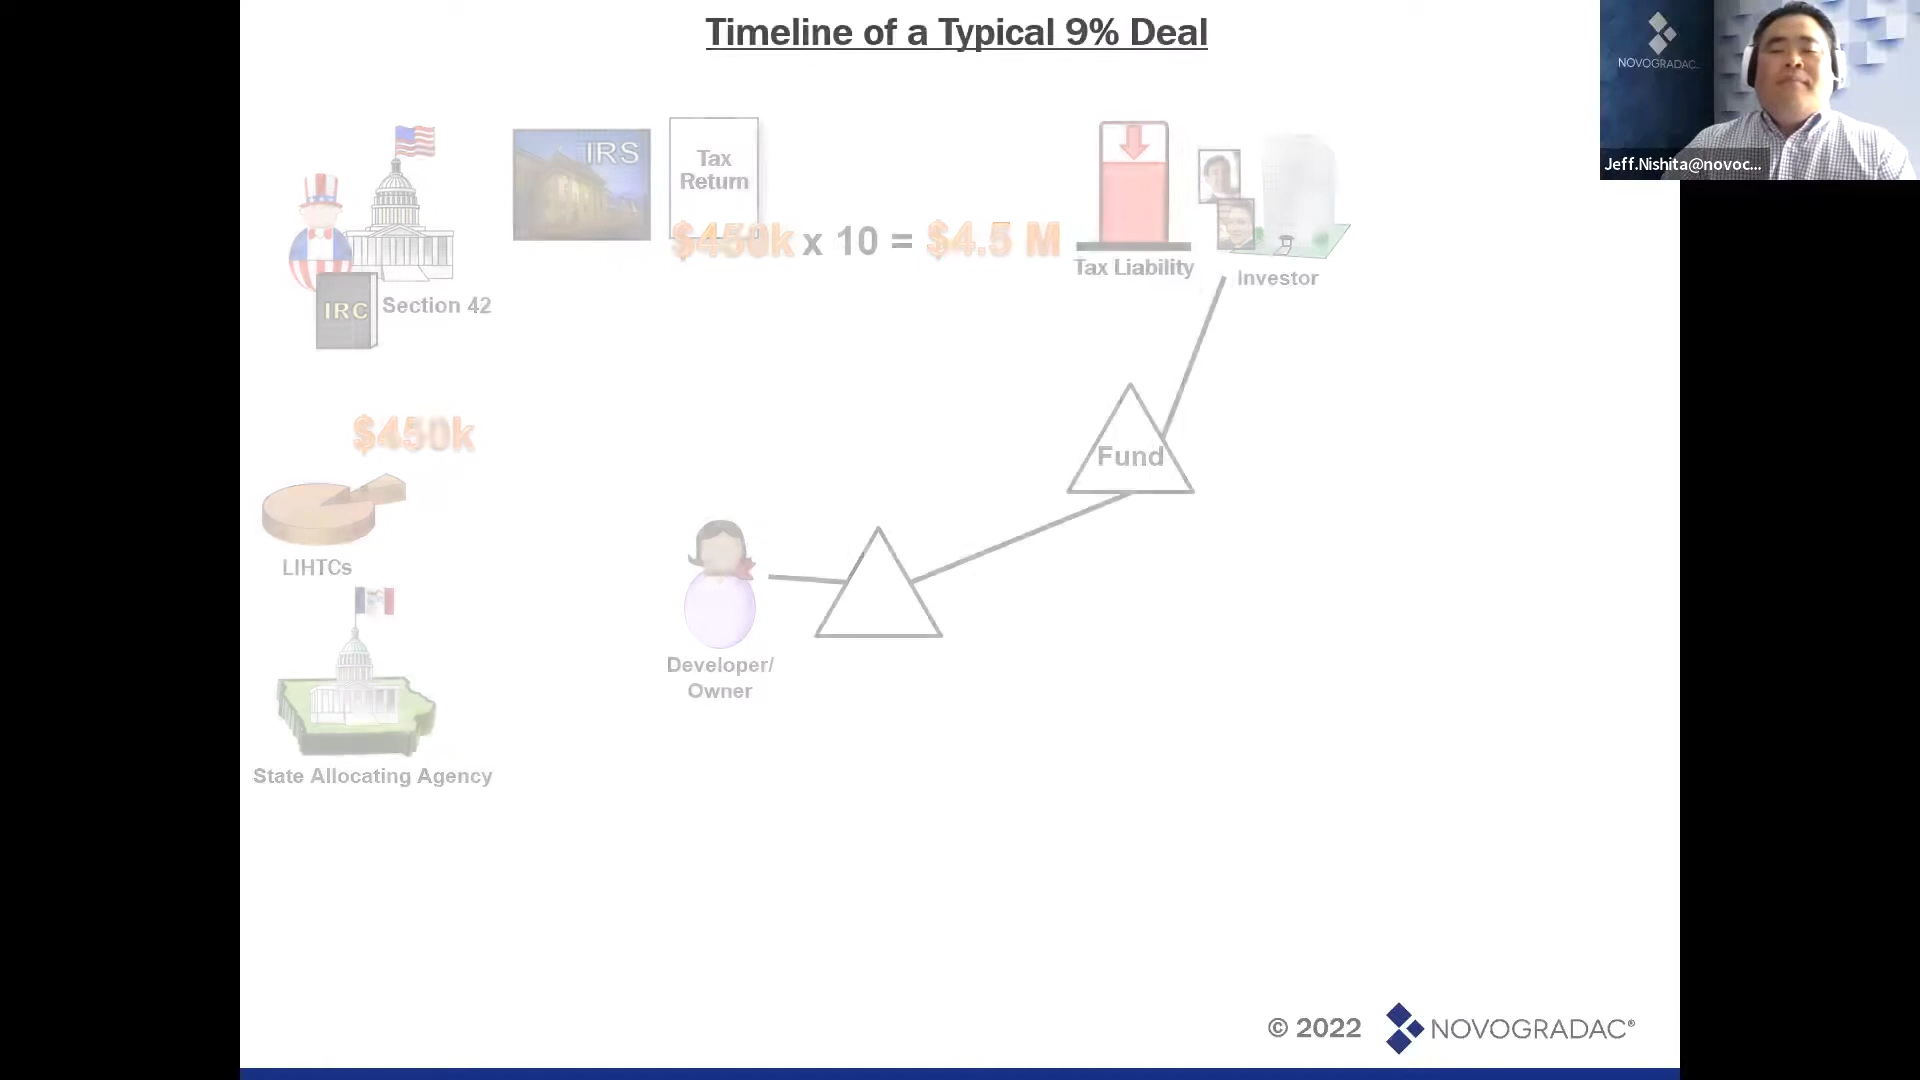 Timeline of a Typical 9% Deal
NOVOGRADAC
Jeff.Nishita@novoc...
IRS
Tax
Return
$450k x 10 = $4.5 M
Tax Liability
Investor
IRC
Section 42
$450k
Fund
LIHTCs
Developer/
Owner
State Allocating Agency
© 2022
NOVOGRADAC®